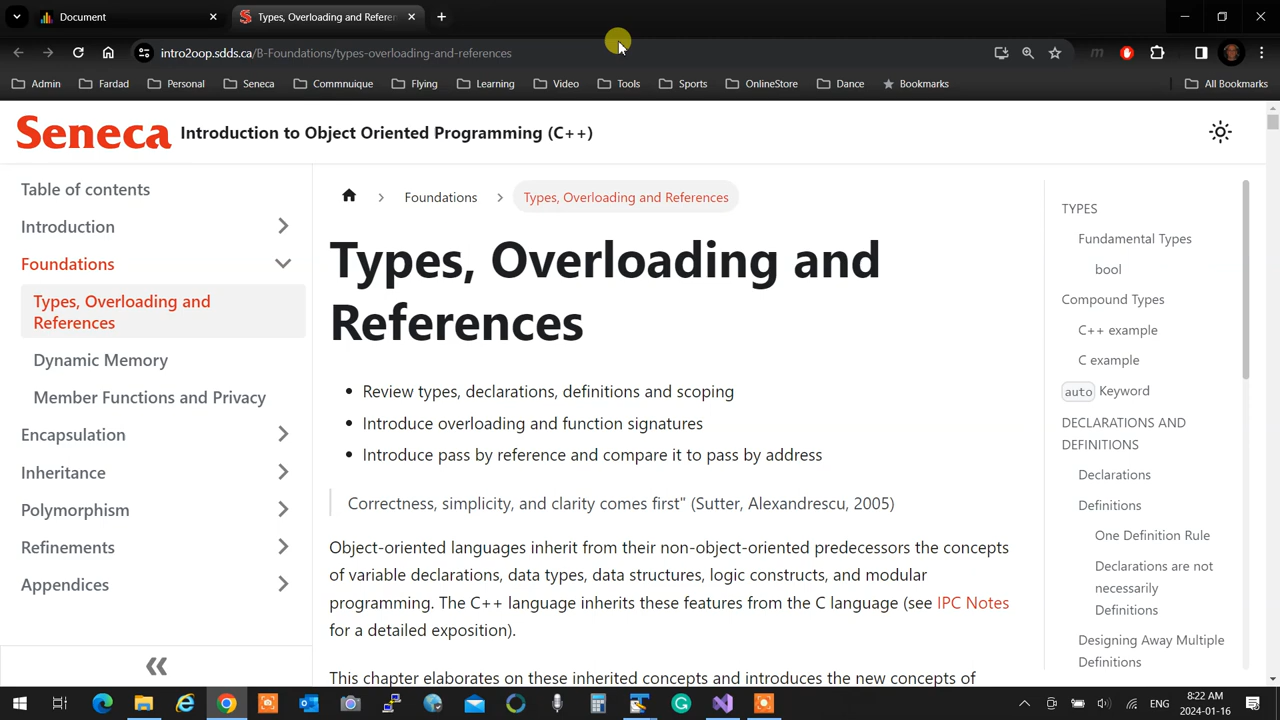 Document
Types, Overloading and Referen
intro2oop.sdds.ca/B-Foundations/types-overloading-and-references
Admin
Fardad
Personal
Seneca
Commnuique
Flying
Learning
Video
Tools
Sports
OnlineStore
Dance
Bookmarks
All Bookmarks
Seneca
Introduction to Object Oriented Programming (C++)
Table of contents
Introduction
Foundations
Types, Overloading and
References
Dynamic Memory
Member Functions and Privacy
Encapsulation
Inheritance
Polymorphism
Refinements
Appendices
Foundations
Types, Overloading and References
Types, Overloading and
References
Review types, declarations, definitions and scoping
Introduce overloading and function signatures
Introduce pass by reference and compare it to pass by address
Correctness, simplicity, and clarity comes first" (Sutter, Alexandrescu, 2005)
Object-oriented languages inherit from their non-object-oriented predecessors the concepts
of variable declarations, data types, data structures, logic constructs, and modular
programming. The C++ language inherits these features from the C language (see IPC Notes
for a detailed exposition).
This chapter elaborates on these inherited concepts and introduces the new concepts of
TYPES
Fundamental Types
bool
Compound Types
C++ example
C example
auto Keyword
DECLARATIONS AND
DEFINITIONS
Declarations
Definitions
One Definition Rule
Declarations are not
necessarily
Definitions
Designing Away Multiple
Definitions
ENG
8:22 AM
2024-01-16